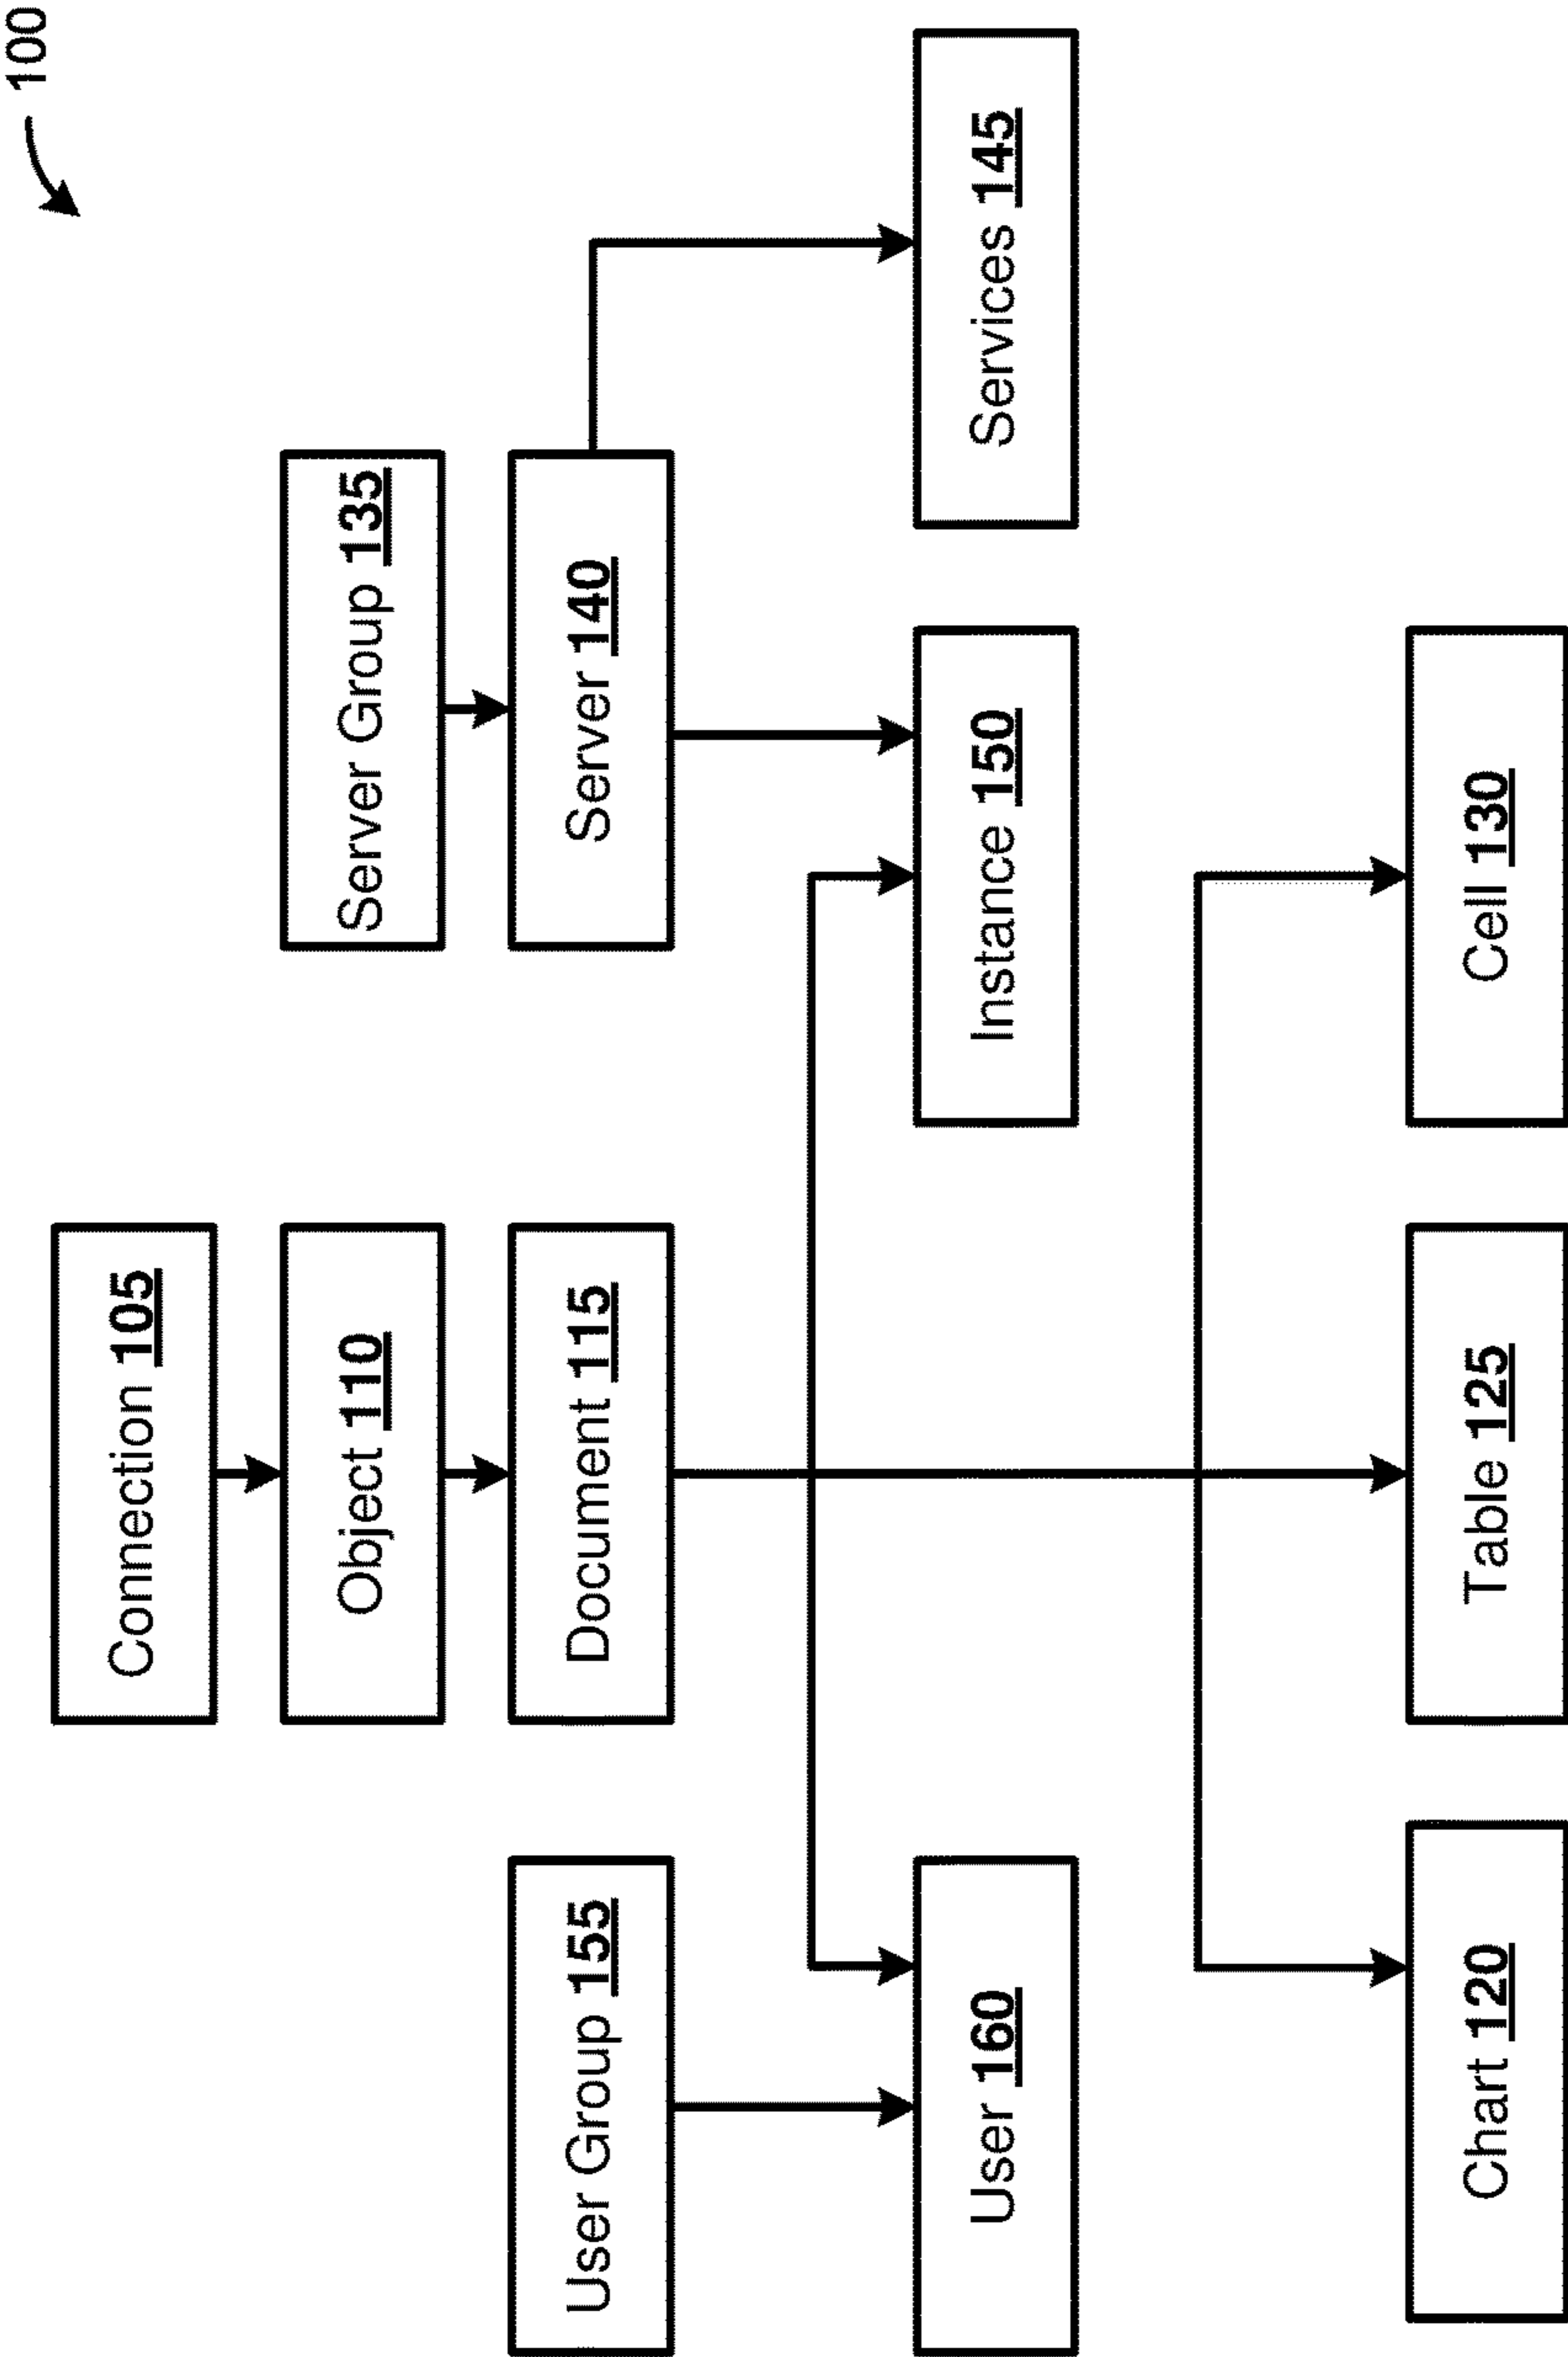 100
Connection 105
Object 110
Server Group 135
User Group 155
Document 115
Server 140
User 160
Instance 150
Services 145
Chart 120
Table 125
Cell 130